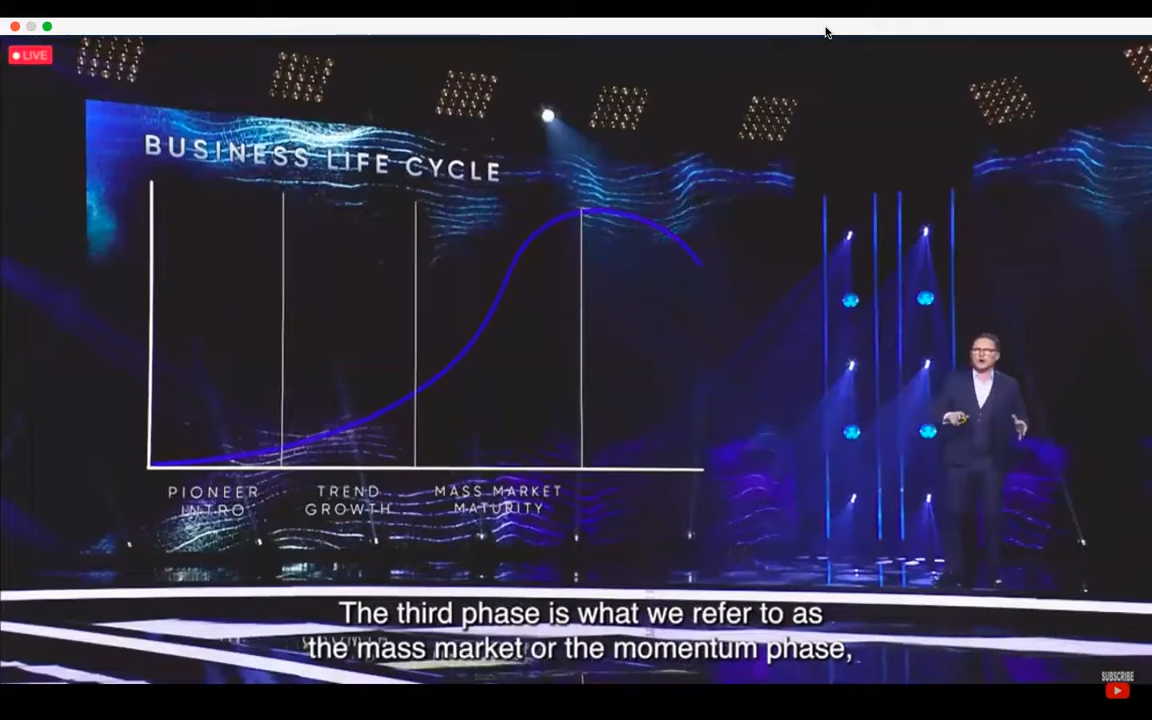 LIVE
BUSINESS LIFE CYCLE
PIONEER
INTRO
TREND
GROWTH
MASS MARKET
MATURITY
The third phase is what we refer to as
the mass market or the momentum phase,
SUBSCRIBE